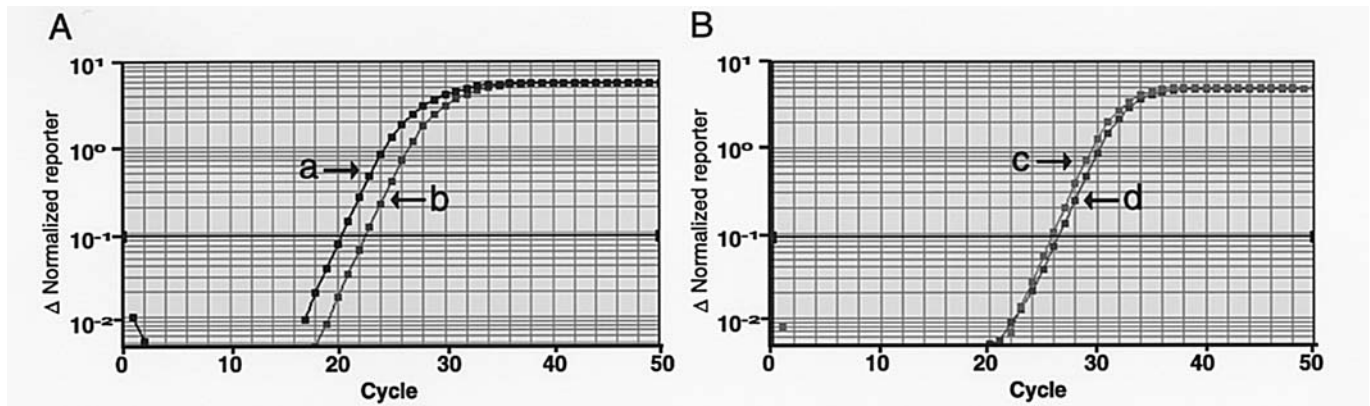 A
Δ Normalized reporter
10¹
10⁰
10⁻¹
10⁻²
a
b
0 10 20 30 40 50
Cycle
B
Δ Normalized reporter
10¹
10⁰
10⁻¹
10⁻²
c
d
0 10 20 30 40 50
Cycle